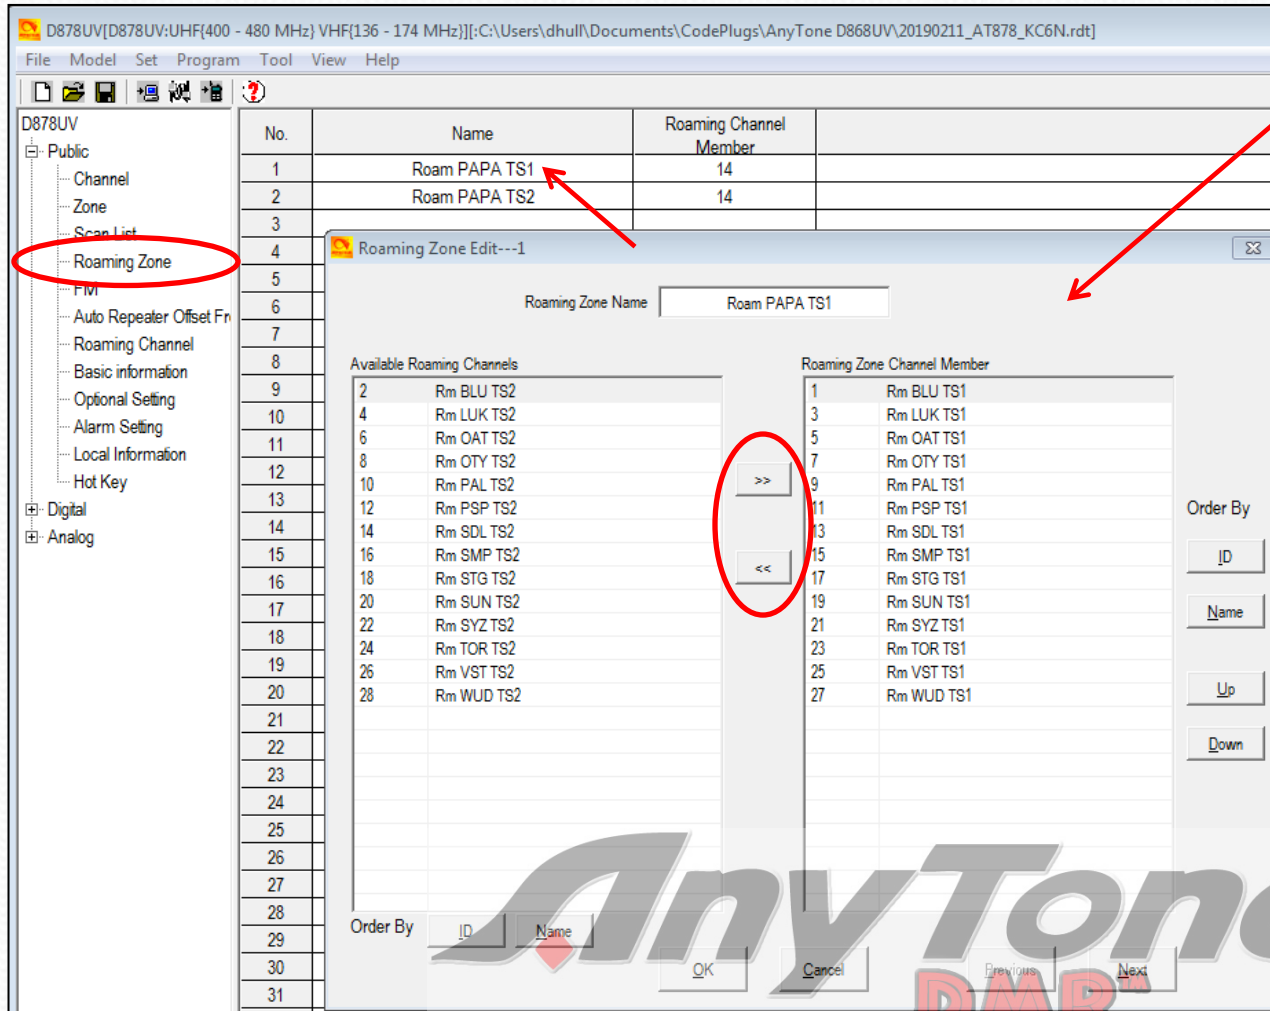 D878UV[D878UV:UHF{400 - 480 MHz} VHF{136 - 174 MHz}][:C:\Users\dhull\Documents\CodePlugs\AnyTone D868UV\20190211_AT878_KC6N.rdt]
File Model Set Program Tool View Help
D878UV
Public
Channel
Zone
Scan List
Roaming Zone
FM
Auto Repeater Offset Fr
Roaming Channel
Basic information
Optional Setting
Alarm Setting
Local Information
Hot Key
Digital
Analog
No. Name Roaming Channel Member
1 Roam PAPA TS1 14
2 Roam PAPA TS2 14
3
4
5
6
7
8
9
10
11
12
13
14
15
16
17
18
19
20
21
22
23
24
25
26
27
28
29
30
31
Roaming Zone Edit---1
Roaming Zone Name Roam PAPA TS1
Available Roaming Channels
2 Rm BLU TS2
4 Rm LUK TS2
6 Rm OAT TS2
8 Rm OTY TS2
10 Rm PAL TS2
12 Rm PSP TS2
14 Rm SDL TS2
16 Rm SMP TS2
18 Rm STG TS2
20 Rm SUN TS2
22 Rm SYZ TS2
24 Rm TOR TS2
26 Rm VST TS2
28 Rm WUD TS2
>>
<<
Roaming Zone Channel Member
1 Rm BLU TS1
3 Rm LUK TS1
5 Rm OAT TS1
7 Rm OTY TS1
9 Rm PAL TS1
11 Rm PSP TS1
13 Rm SDL TS1
15 Rm SMP TS1
17 Rm STG TS1
19 Rm SUN TS1
21 Rm SYZ TS1
23 Rm TOR TS1
25 Rm VST TS1
27 Rm WUD TS1
Order By
ID
Name
Up
Down
Order By ID Name
OK Cancel Previous Next
AnyTone
DMR™